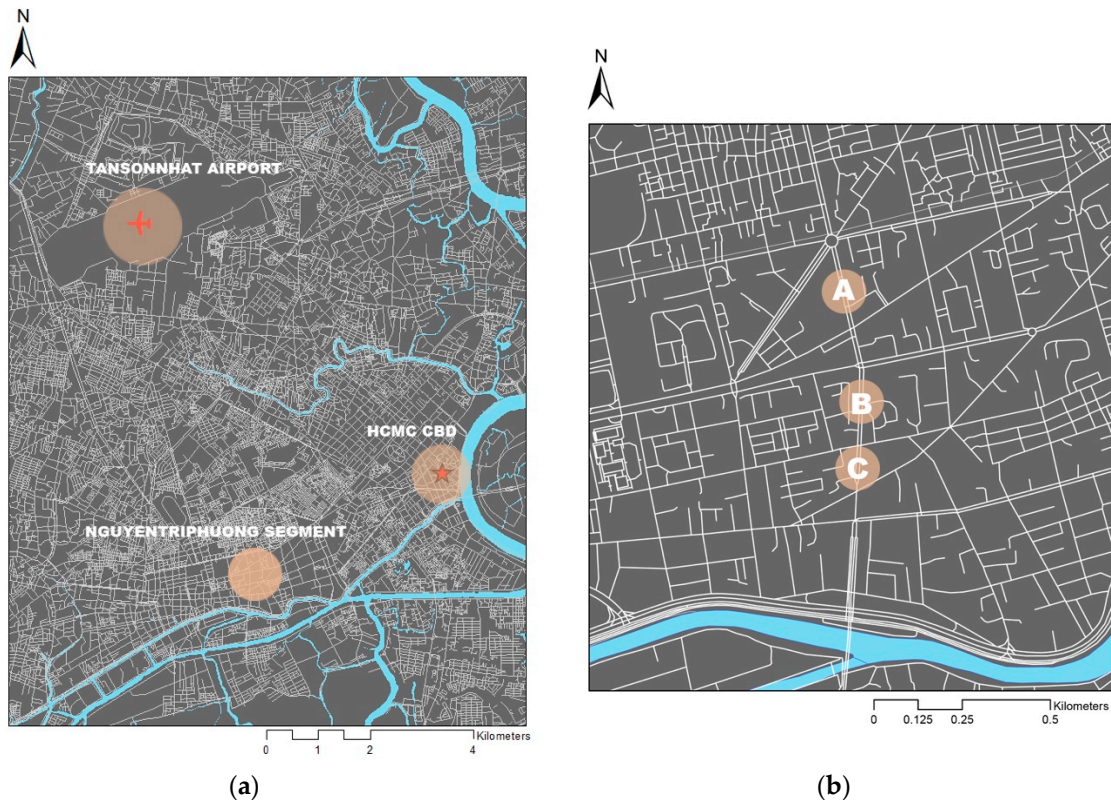 N
TANSONNHAT AIRPORT
HCMC CBD
NGUYENTRIPHUONG SEGMENT
Kilometers
0 1 2 4
(a)
N
A
B
C
Kilometers
0 0.125 0.25 0.5
(b)